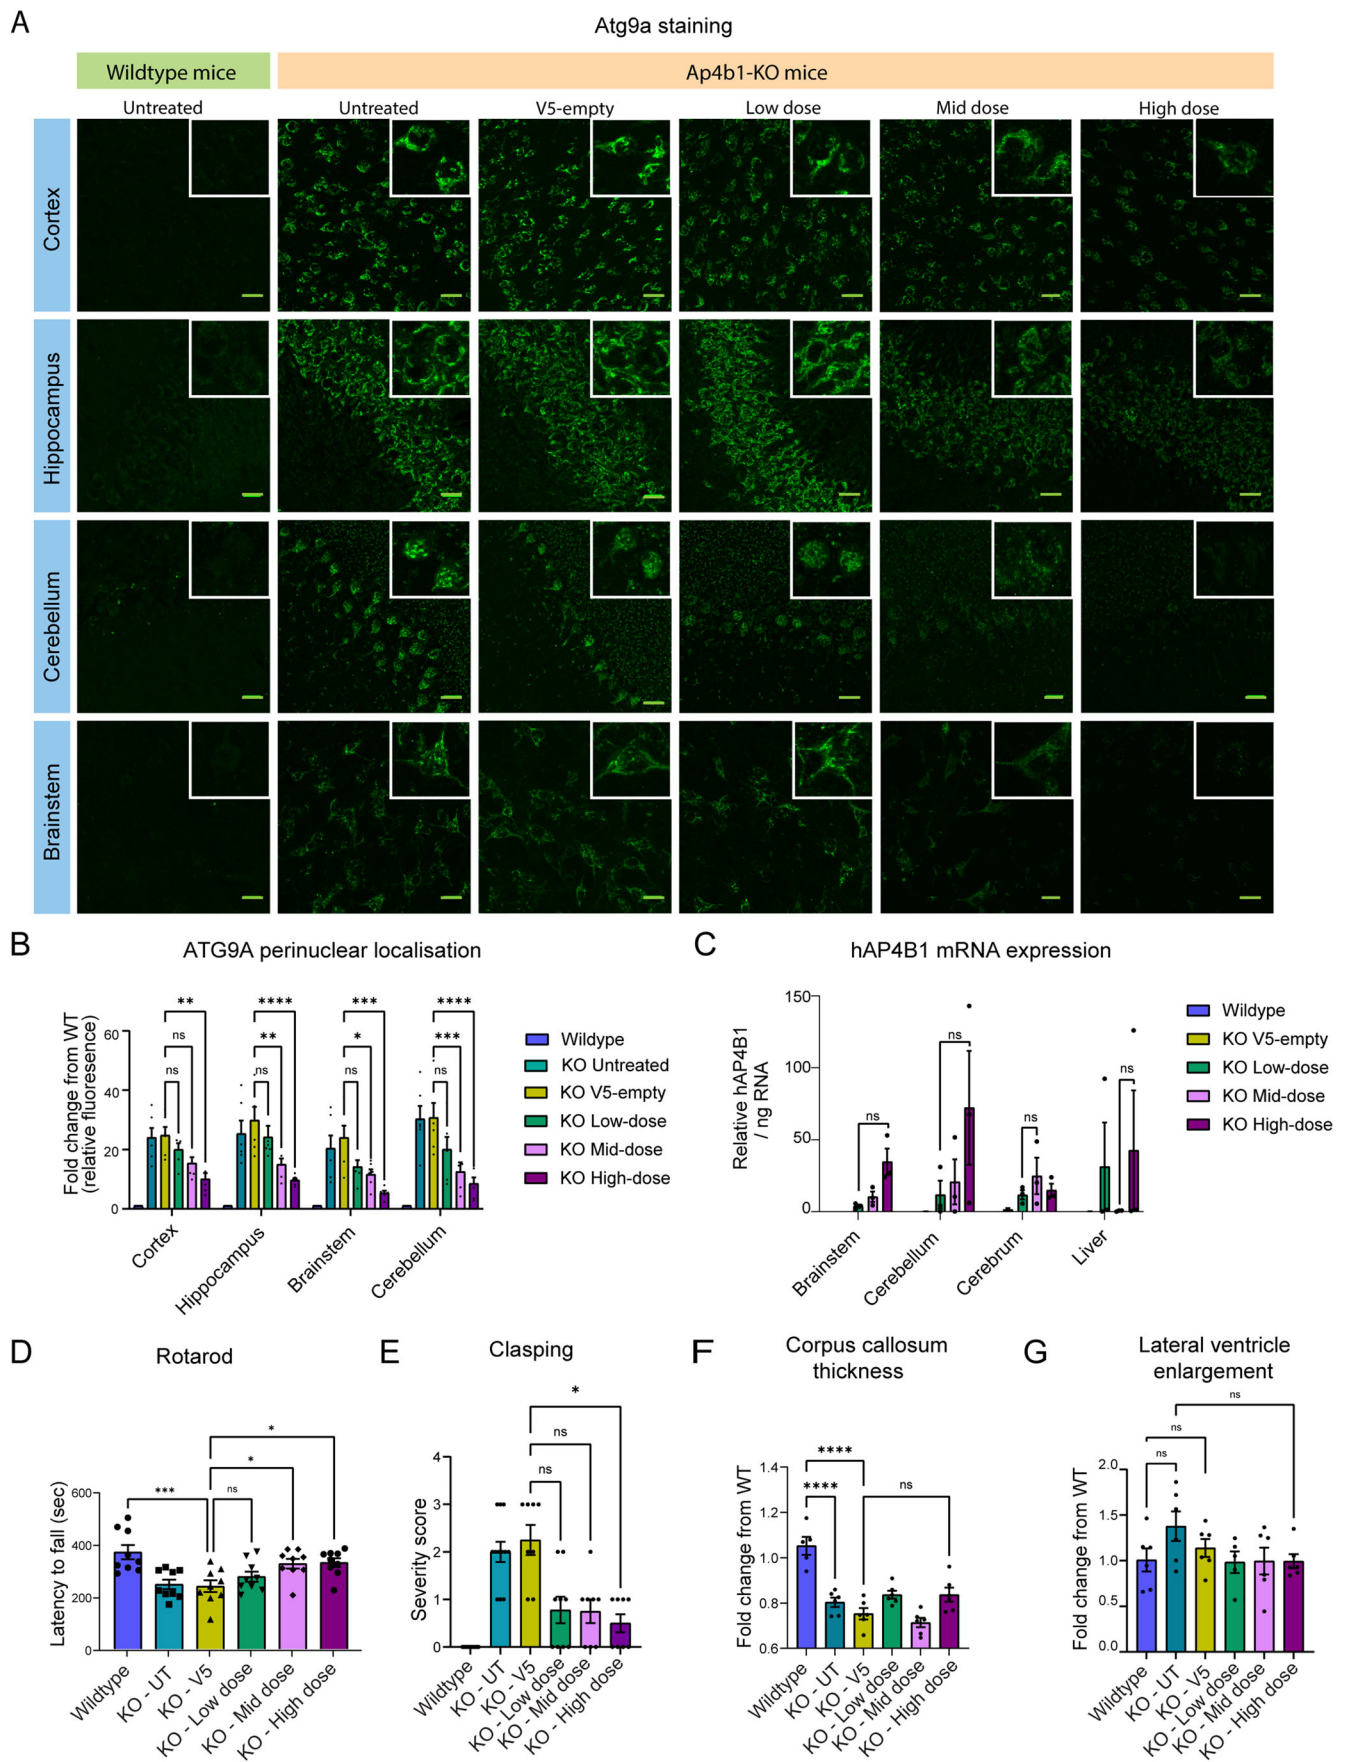 A
Atg9a staining
Wildtype mice
Ap4b1-KO mice
Untreated
Untreated
V5-empty
Low dose
Mid dose
High dose
Cortex
Hippocampus
Cerebellum
Brainstem
B
ATG9A perinuclear localisation
Fold change from WT
(relative fluoresence)
60
40
20
0
**
ns
ns
****
**
ns
***
*
ns
****
***
ns
Cortex
Hippocampus
Brainstem
Cerebellum
Wildype
KO Untreated
KO V5-empty
KO Low-dose
KO Mid-dose
KO High-dose
C
hAP4B1 mRNA expression
Relative hAP4B1
/ ng RNA
150
100
50
0
ns
ns
ns
ns
Brainstem
Cerebellum
Cerebrum
Liver
Wildype
KO V5-empty
KO Low-dose
KO Mid-dose
KO High-dose
D
Rotarod
Latency to fall (sec)
600
400
200
0
*
*
***
ns
Wildtype
KO - UT
KO - V5
KO - Low dose
KO - Mid dose
KO - High dose
E
Clasping
Severity score
4
3
2
1
0
*
ns
ns
Wildtype
KO - UT
KO - V5
KO - Low dose
KO - Mid dose
KO - High dose
F
Corpus callosum
thickness
Fold change from WT
1.4
1.2
1.0
0.8
0.6
****
****
ns
Wildtype
KO - UT
KO - V5
KO - Low dose
KO - Mid dose
KO - High dose
G
Lateral ventricle
enlargement
Fold change from WT
2.0
1.5
1.0
0.5
0.0
ns
ns
ns
Wildtype
KO - UT
KO - V5
KO - Low dose
KO - Mid dose
KO - High dose